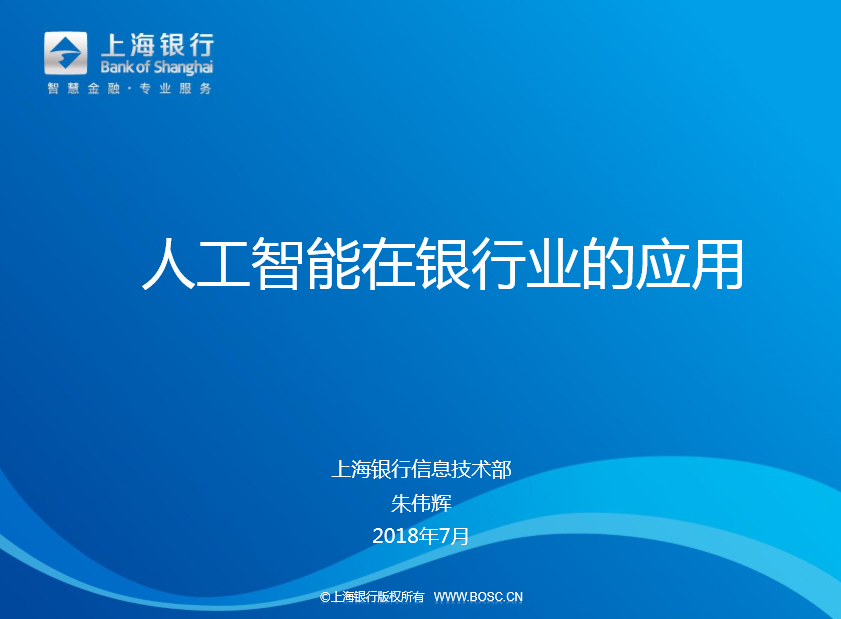 上海银行
Bank of Shanghai
智慧金融·专业服务
人工智能在银行业的应用
上海银行信息技术部
朱伟辉
2018年7月
©上海银行版权所有 WWW.BOSC.CN